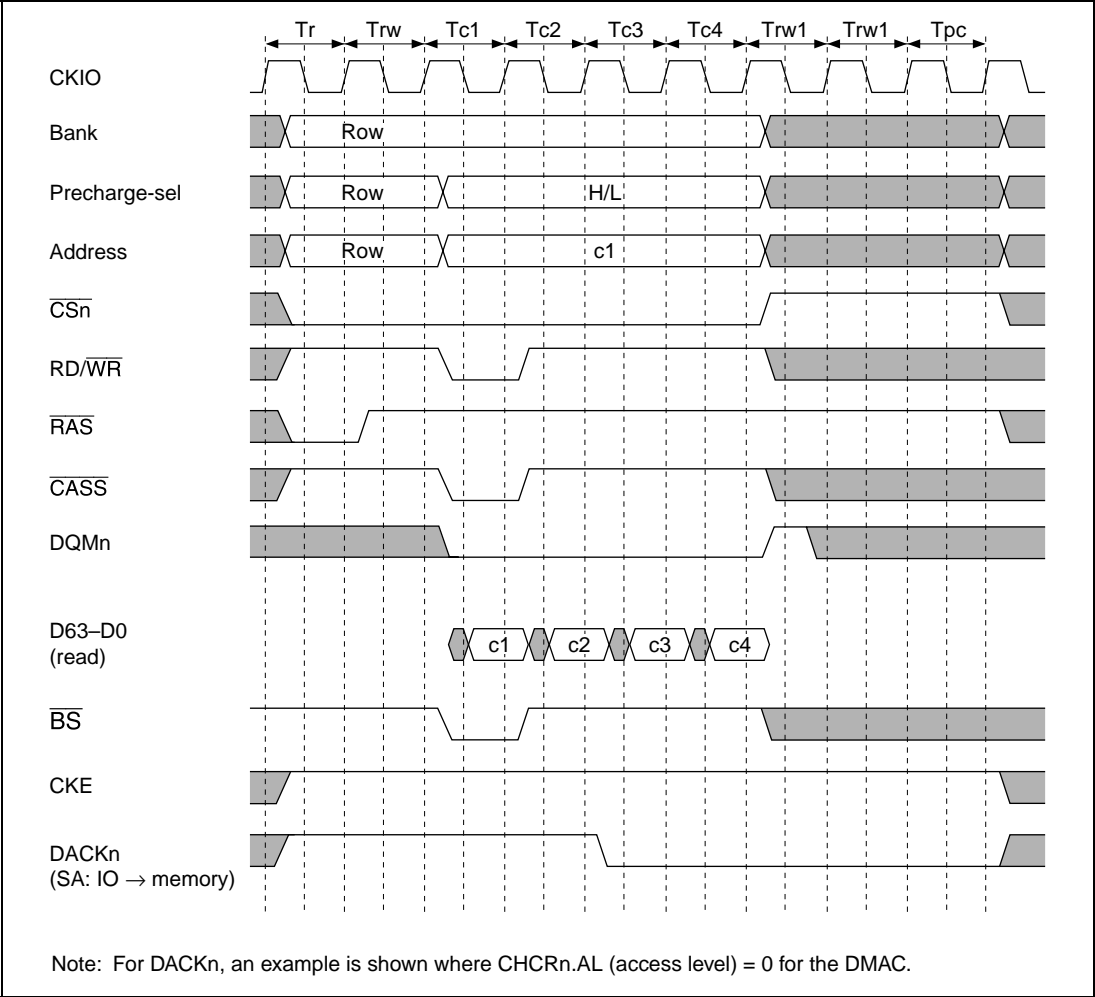 Tr Trw Tc1 Tc2 Tc3 Tc4 Trw1 Trw1 Tpc
CKIO
Bank Row
Precharge-sel Row H/L
Address Row c1
CSn
RD/WR
RAS
CASS
DQMn
D63–D0
(read) c1 c2 c3 c4
BS
CKE
DACKn
(SA: IO → memory)
Note: For DACKn, an example is shown where CHCRn.AL (access level) = 0 for the DMAC.